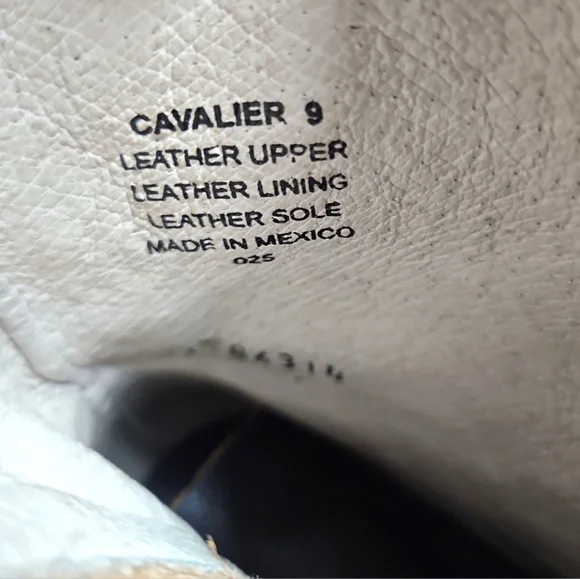 CAVALIER 9
LEATHER UPPER
LEATHER LINING
LEATHER SOLE
MADE IN MEXICO
025